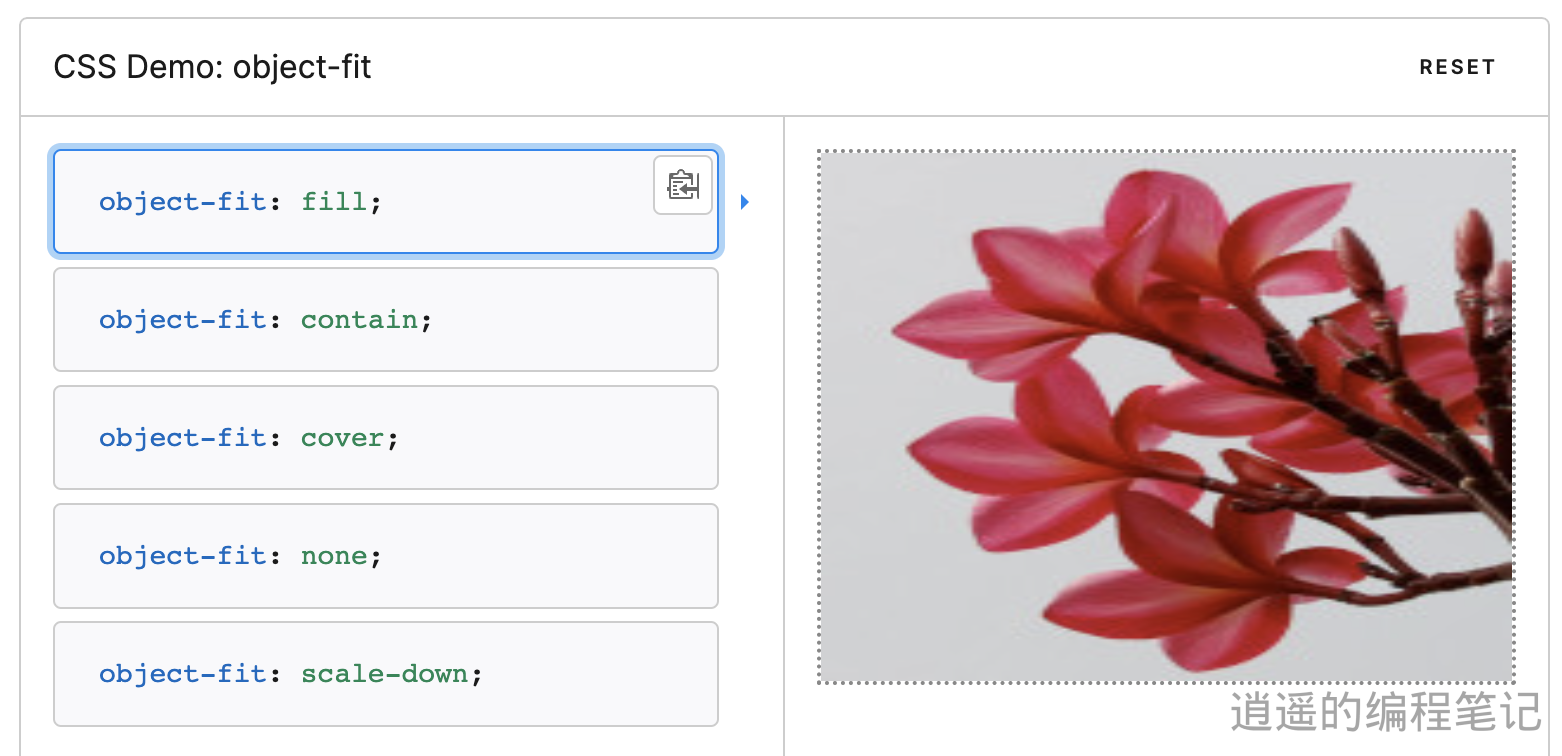 CSS Demo: object-fit
RESET
object-fit: fill;
object-fit: contain;
object-fit: cover;
object-fit: none;
object-fit: scale-down;
逍遥的编程笔记